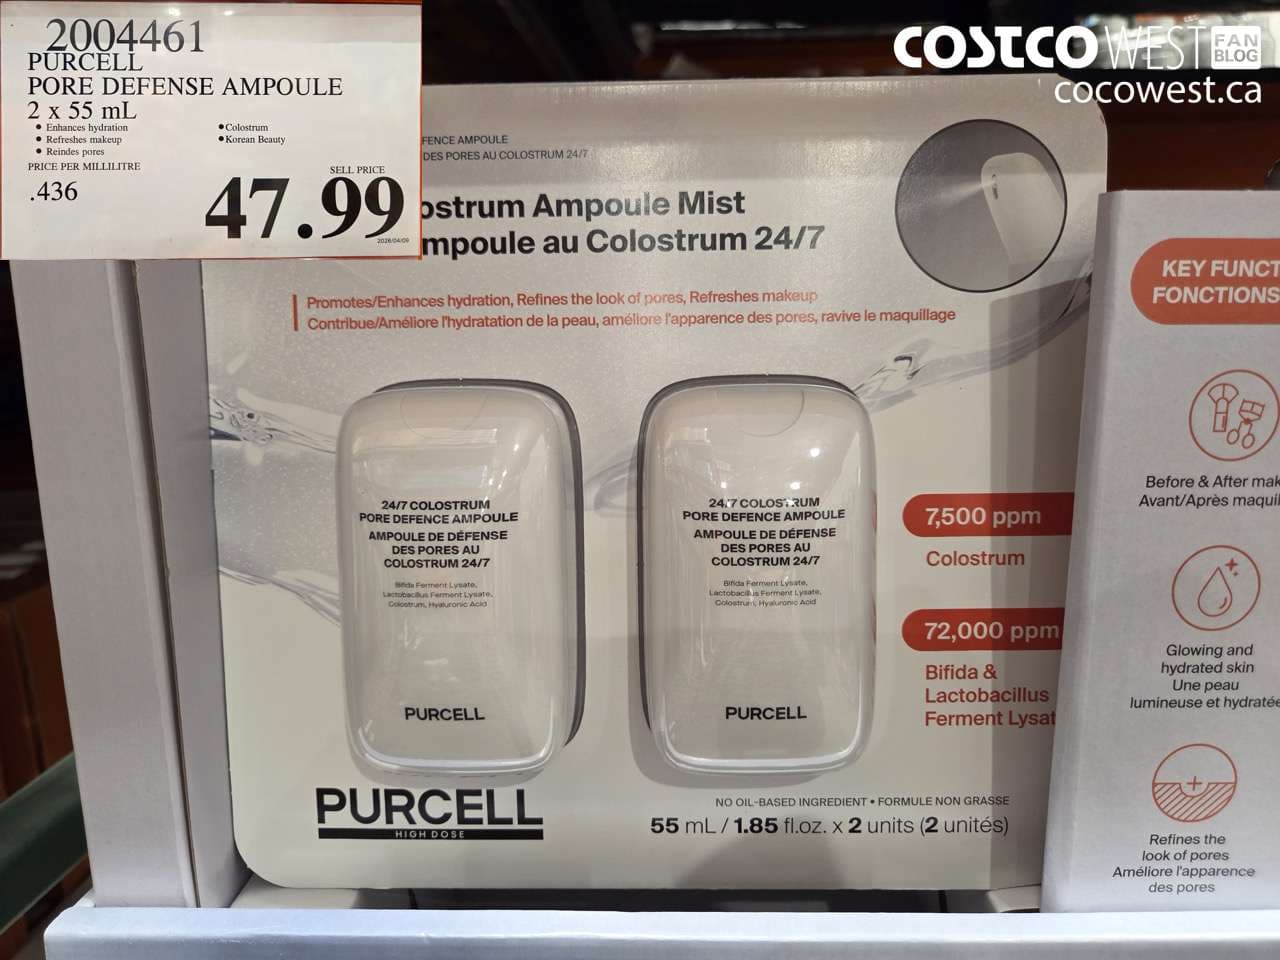 2004461
PURCELL
PORE DEFENSE AMPOULE
2 x 55 mL
• Enhances hydration
• Refreshes makeup
• Reindes pores
• Colostrum
• Korean Beauty
PRICE PER MILLILITRE
.436
SELL PRICE
47.99
2026/04/09
COSTCO WEST FAN BLOG
cocowest.ca
FENCE AMPOULE
DES PORES AU COLOSTRUM 24/7
ostrum Ampoule Mist
mpoule au Colostrum 24/7
Promotes/Enhances hydration, Refines the look of pores, Refreshes makeup
Contribue/Améliore l'hydratation de la peau, améliore l'apparence des pores, ravive le maquillage
24/7 COLOSTRUM
PORE DEFENCE AMPOULE
AMPOULE DE DÉFENSE
DES PORES AU
COLOSTRUM 24/7
Bifida Ferment Lysate,
Lactobacillus Ferment Lysate,
Colostrum, Hyaluronic Acid
PURCELL
24/7 COLOSTRUM
PORE DEFENCE AMPOULE
AMPOULE DE DÉFENSE
DES PORES AU
COLOSTRUM 24/7
Bifida Ferment Lysate,
Lactobacillus Ferment Lysate,
Colostrum, Hyaluronic Acid
PURCELL
7,500 ppm
Colostrum
72,000 ppm
Bifida &
Lactobacillus
Ferment Lysat
PURCELL
HIGH DOSE
NO OIL-BASED INGREDIENT • FORMULE NON GRASSE
55 mL / 1.85 fl.oz. x 2 units (2 unités)
KEY FUNCT
FONCTIONS
Before & After mak
Avant/Après maquil
Glowing and
hydrated skin
Une peau
lumineuse et hydratée
Refines the
look of pores
Améliore l'apparence
des pores